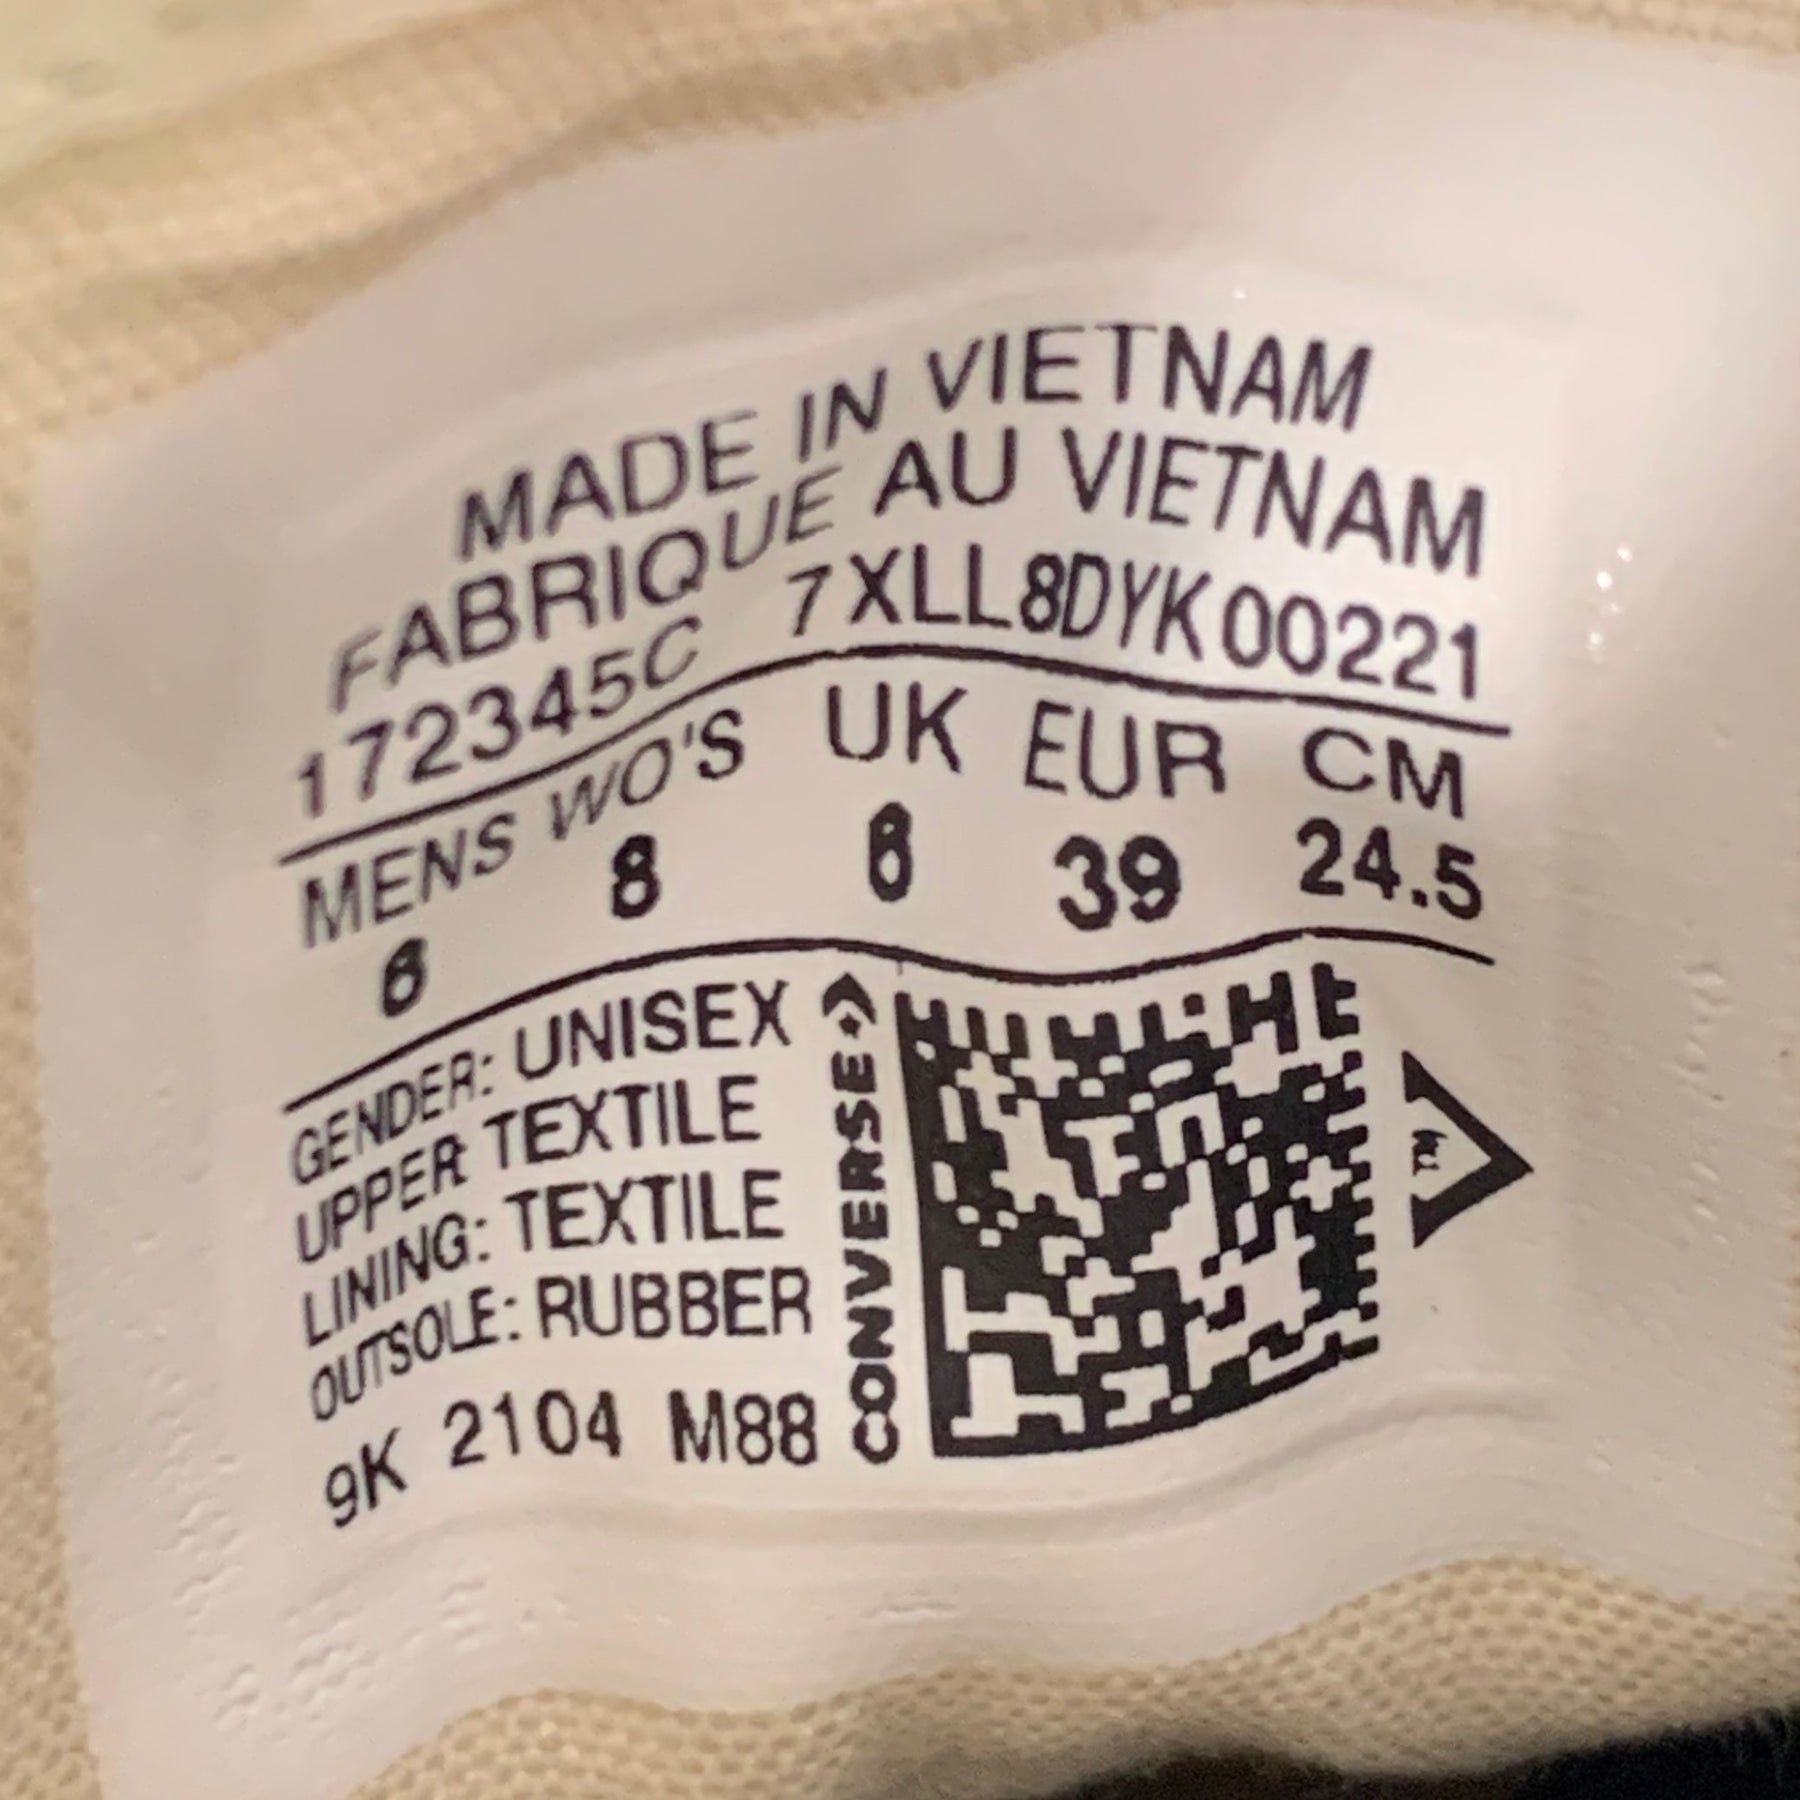 MADE IN VIETNAM
FABRIQUE AU VIETNAM
172345C 7XLL8DYK00221
MENS WO'S UK EUR CM
6 8 6 39 24.5
GENDER: UNISEX
UPPER TEXTILE
LINING: TEXTILE
OUTSOLE: RUBBER
9K 2104 M88
CONVERSE